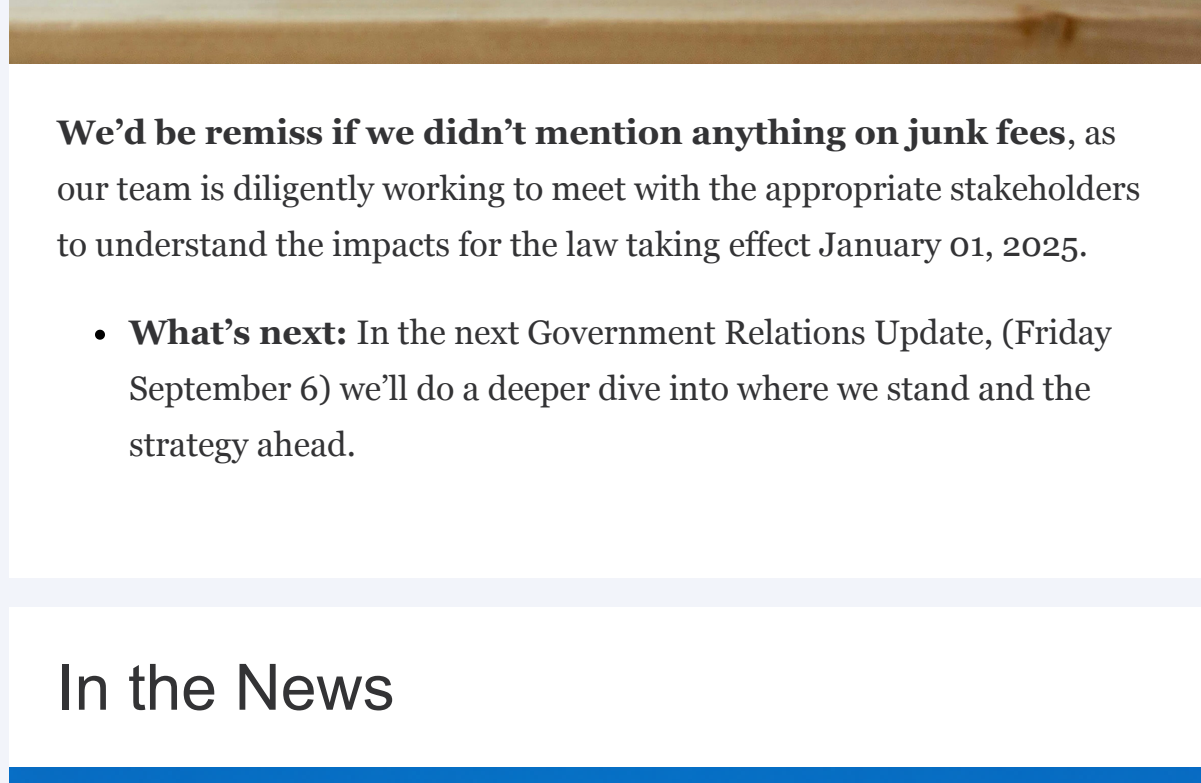 We’d be remiss if we didn’t mention anything on junk fees, as
our team is diligently working to meet with the appropriate stakeholders
to understand the impacts for the law taking effect January 01, 2025.
• What’s next: In the next Government Relations Update, (Friday
September 6) we’ll do a deeper dive into where we stand and the
strategy ahead.
In the News